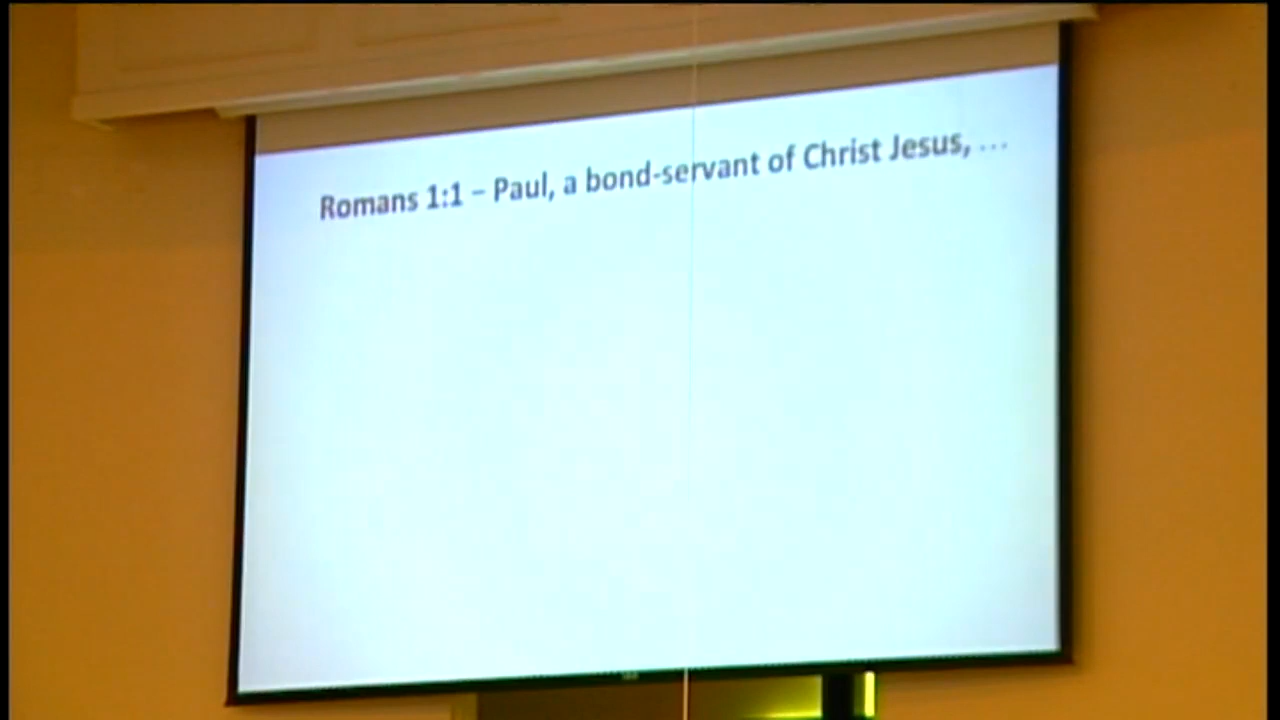 Romans 1:1 – Paul, a bond-servant of Christ Jesus, ...